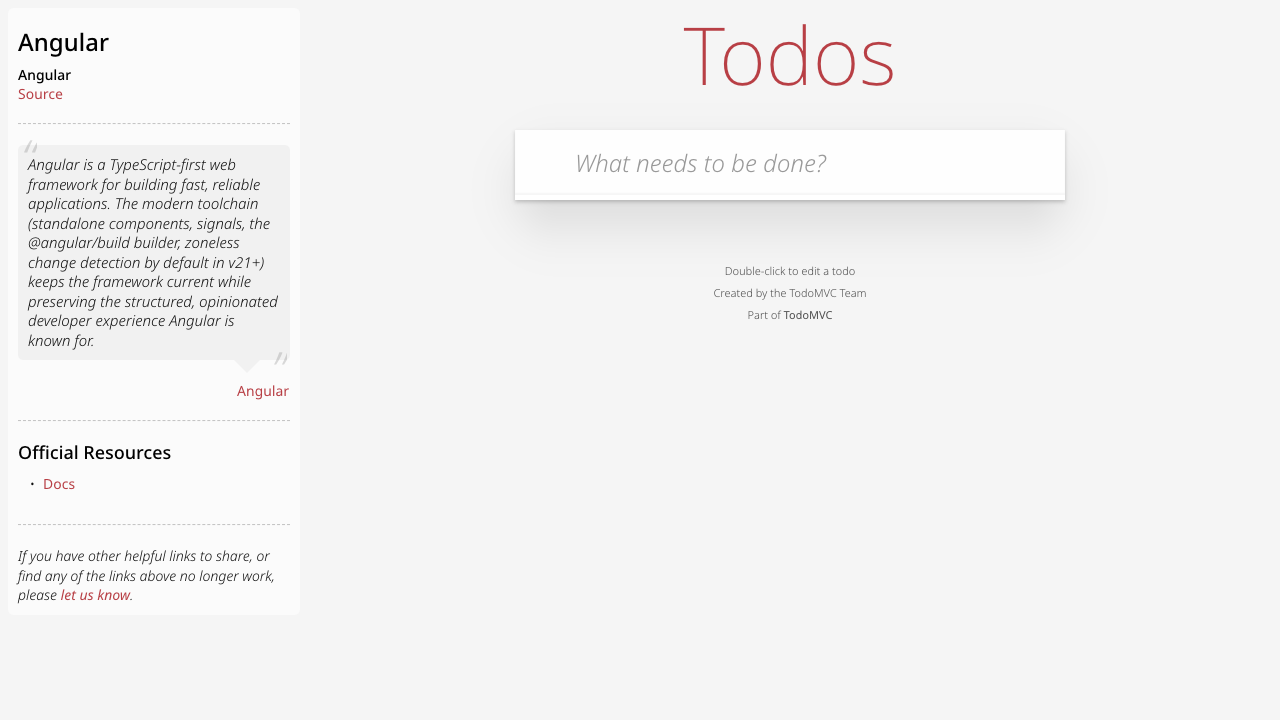 Angular
Angular
Source
"
Angular is a TypeScript-first web
framework for building fast, reliable
applications. The modern toolchain
(standalone components, signals, the
@angular/build builder, zoneless
change detection by default in v21+)
keeps the framework current while
preserving the structured, opinionated
developer experience Angular is
known for.
"
Angular
Official Resources
• Docs
If you have other helpful links to share, or
find any of the links above no longer work,
please let us know.
Todos
What needs to be done?
Double-click to edit a todo
Created by the TodoMVC Team
Part of TodoMVC